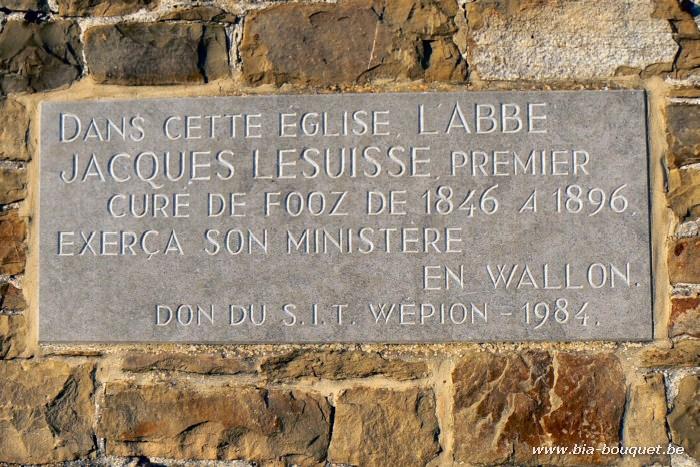 DANS CETTE ÉGLISE, L'ABBÉ
JACQUES LESUISSE, PREMIER
CURÉ DE FOOZ DE 1846 À 1896,
EXERÇA SON MINISTÈRE
EN WALLON.
DON DU S.I.T. WÉPION - 1984.
www.bia-bouquet.be